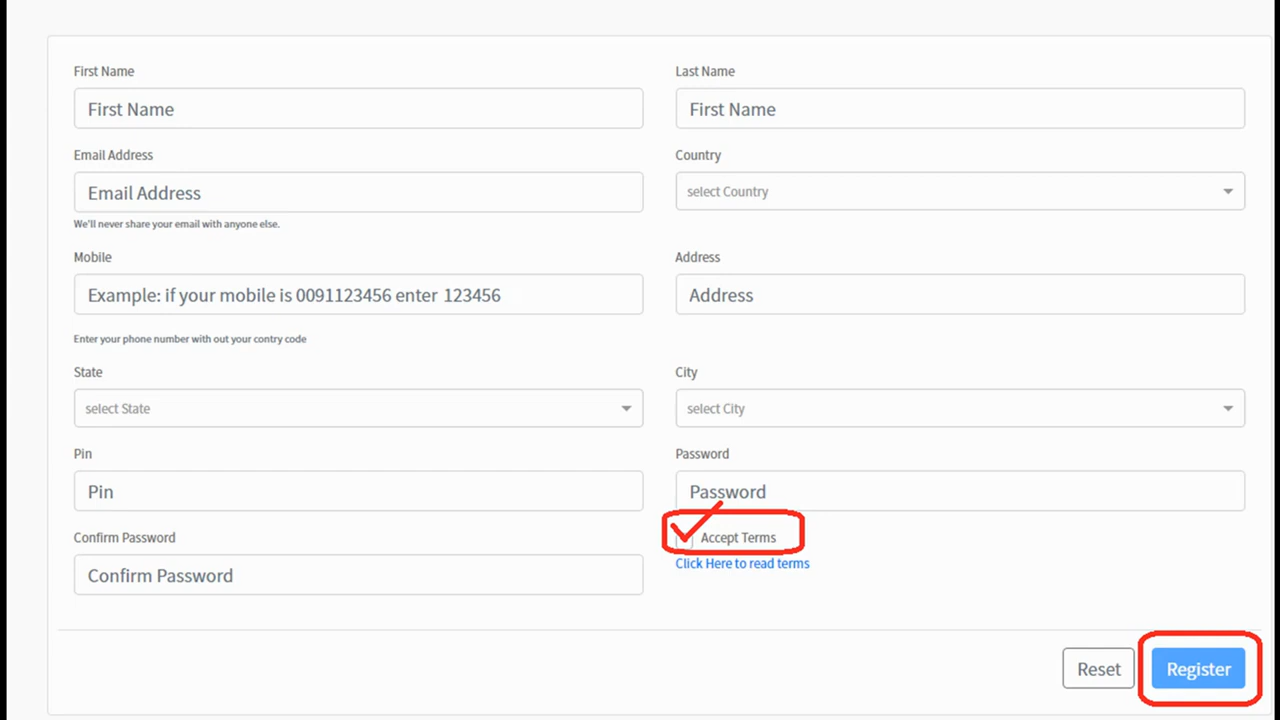 First Name
Last Name
First Name
First Name
Email Address
Country
Email Address
select Country
We'll never share your email with anyone else.
Mobile
Address
Example: if your mobile is 0091123456 enter 123456
Address
Enter your phone number with out your contry code
State
City
select State
select City
Pin
Password
Pin
Password
Confirm Password
Accept Terms
Confirm Password
Click Here to read terms
Reset
Register